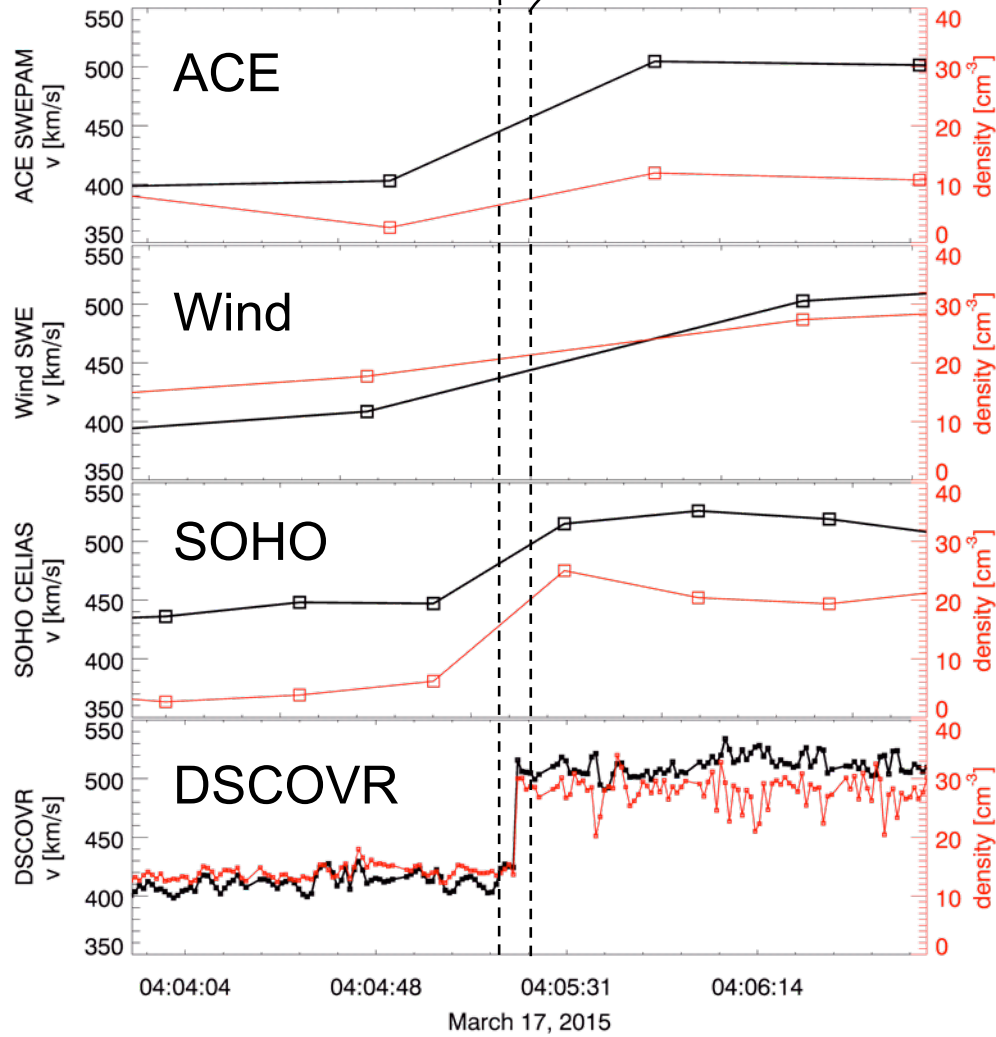 550
500
450
400
350
ACE SWEPAM
v [km/s]
ACE
40
30
20
10
0
density [cm-3]
550
500
450
400
350
Wind SWE
v [km/s]
Wind
40
30
20
10
0
density [cm-3]
550
500
450
400
350
SOHO CELIAS
v [km/s]
SOHO
40
30
20
10
0
density [cm-3]
550
500
450
400
350
DSCOVR
v [km/s]
DSCOVR
40
30
20
10
0
density [cm-3]
04:04:04 04:04:48 04:05:31 04:06:14
March 17, 2015